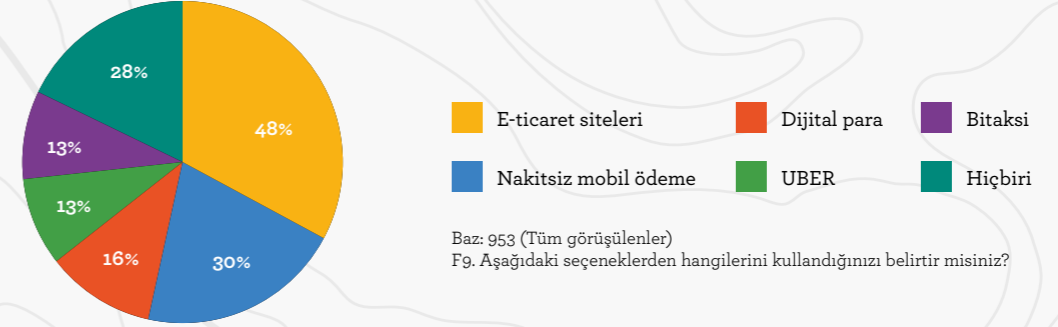 28%
48%
13%
13%
16%
30%
E-ticaret siteleri
Dijital para
Bitaksi
Nakitsiz mobil ödeme
UBER
Hiçbiri
Baz: 953 (Tüm görüşülenler)
F9. Aşağıdaki seçeneklerden hangilerini kullandığınızı belirtir misiniz?